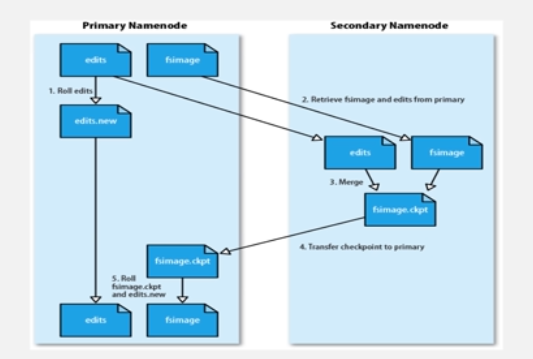 Primary Namenode
Secondary Namenode
edits
fsimage
1. Roll edits
2. Retrieve fsimage and edits from primary
edits.new
edits
fsimage
3. Merge
fsimage.ckpt
4. Transfer checkpoint to primary
fsimage.ckpt
5. Roll
fsimage.ckpt
and edits.new
edits
fsimage